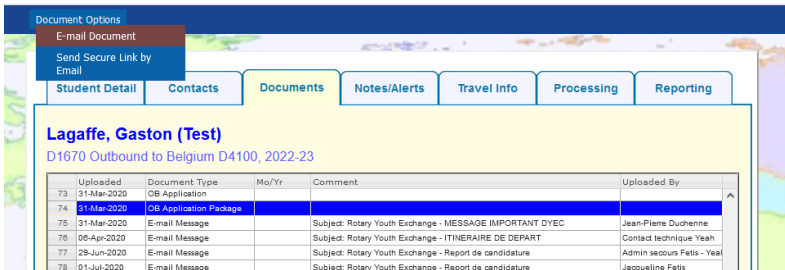 Document Options
E-mail Document
Send Secure Link by
Email
Student Detail
Contacts
Documents
Notes/Alerts
Travel Info
Processing
Reporting
Lagaffe, Gaston (Test)
D1670 Outbound to Belgium D4100, 2022-23
Uploaded Document Type Mo/Yr Comment Uploaded By
73 31-Mar-2020 OB Application
74 31-Mar-2020 OB Application Package
75 31-Mar-2020 E-mail Message Subject: Rotary Youth Exchange - MESSAGE IMPORTANT DYEC Jean-Pierre Duchenne
76 06-Apr-2020 E-mail Message Subject: Rotary Youth Exchange - ITINERAIRE DE DEPART Contact technique Yeah
77 29-Jun-2020 E-mail Message Subject: Rotary Youth Exchange - Report de candidature Admin secours Fetis - Yeah
78 01-Jul-2020 E-mail Message Subject: Rotary Youth Exchange - Report de candidature Jacqueline Fetis